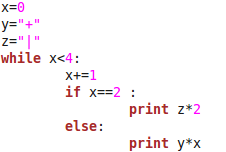 x=0
y="+"
z="|"
while x<4:
        x+=1
        if x==2 :
                print z*2
        else:
                print y*x